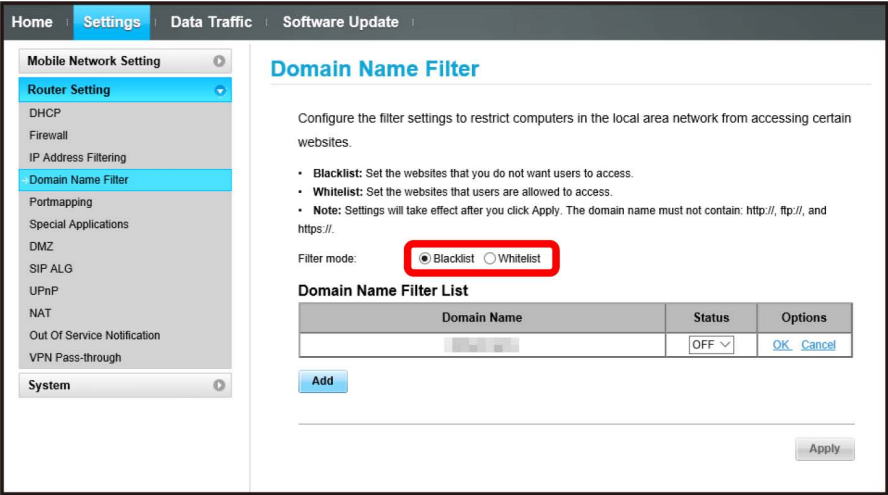 Home Settings Data Traffic Software Update
Mobile Network Setting
Router Setting
DHCP
Firewall
IP Address Filtering
Domain Name Filter
Portmapping
Special Applications
DMZ
SIP ALG
UPnP
NAT
Out Of Service Notification
VPN Pass-through
System
Domain Name Filter
Configure the filter settings to restrict computers in the local area network from accessing certain
websites.
• Blacklist: Set the websites that you do not want users to access.
• Whitelist: Set the websites that users are allowed to access.
• Note: Settings will take effect after you click Apply. The domain name must not contain: http://, ftp://, and
https://.
Filter mode: Blacklist Whitelist
Domain Name Filter List
Domain Name Status Options
OFF OK Cancel
Add
Apply